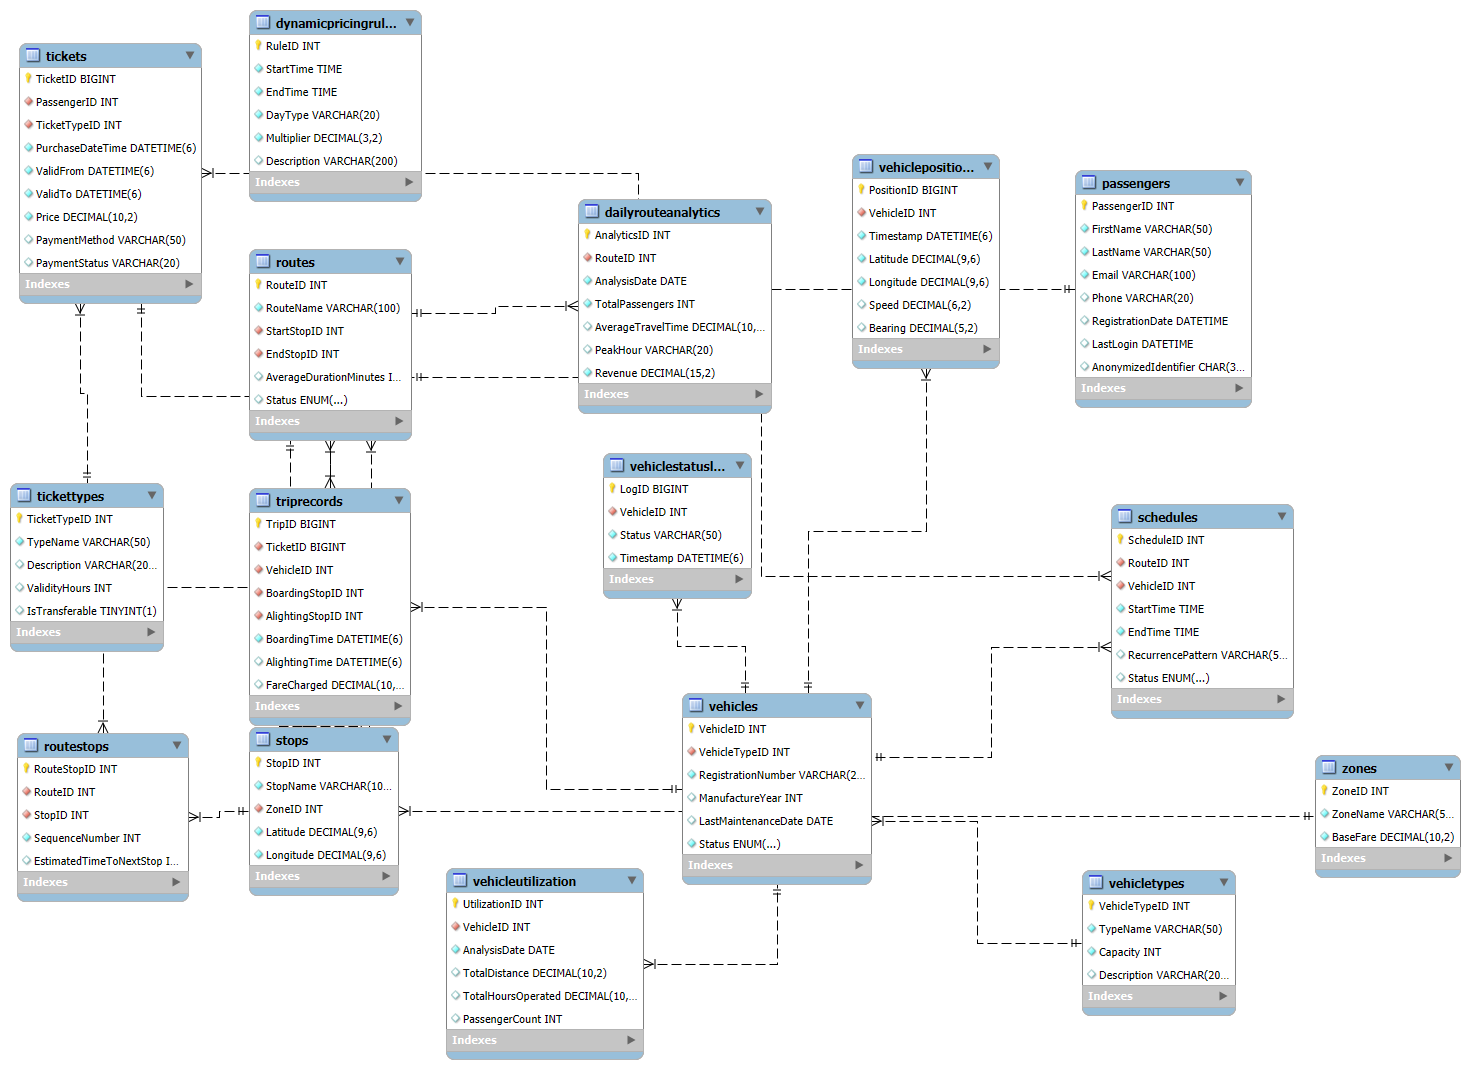 dynamicpricingrul...
RuleID INT
StartTime TIME
EndTime TIME
DayType VARCHAR(20)
Multiplier DECIMAL(3,2)
Description VARCHAR(200)
Indexes
tickets
TicketID BIGINT
PassengerID INT
TicketTypeID INT
PurchaseDateTime DATETIME(6)
ValidFrom DATETIME(6)
ValidTo DATETIME(6)
Price DECIMAL(10,2)
PaymentMethod VARCHAR(50)
PaymentStatus VARCHAR(20)
Indexes
vehiclepositio...
PositionID BIGINT
VehicleID INT
Timestamp DATETIME(6)
Latitude DECIMAL(9,6)
Longitude DECIMAL(9,6)
Speed DECIMAL(6,2)
Bearing DECIMAL(5,2)
Indexes
passengers
PassengerID INT
FirstName VARCHAR(50)
LastName VARCHAR(50)
Email VARCHAR(100)
Phone VARCHAR(20)
RegistrationDate DATETIME
LastLogin DATETIME
AnonymizedIdentifier CHAR(3...
Indexes
dailyrouteanalytics
AnalyticsID INT
RouteID INT
AnalysisDate DATE
TotalPassengers INT
AverageTravelTime DECIMAL(10,...
PeakHour VARCHAR(20)
Revenue DECIMAL(15,2)
Indexes
routes
RouteID INT
RouteName VARCHAR(100)
StartStopID INT
EndStopID INT
AverageDurationMinutes I...
Status ENUM(...)
Indexes
vehiclestatusl...
LogID BIGINT
VehicleID INT
Status VARCHAR(50)
Timestamp DATETIME(6)
Indexes
tickettypes
TicketTypeID INT
TypeName VARCHAR(50)
Description VARCHAR(20...
ValidityHours INT
IsTransferable TINYINT(1)
Indexes
triprecords
TripID BIGINT
TicketID BIGINT
VehicleID INT
BoardingStopID INT
AlightingStopID INT
BoardingTime DATETIME(6)
AlightingTime DATETIME(6)
FareCharged DECIMAL(10,...
Indexes
schedules
ScheduleID INT
RouteID INT
VehicleID INT
StartTime TIME
EndTime TIME
RecurrencePattern VARCHAR(5...
Status ENUM(...)
Indexes
vehicles
VehicleID INT
VehicleTypeID INT
RegistrationNumber VARCHAR(2...
ManufactureYear INT
LastMaintenanceDate DATE
Status ENUM(...)
Indexes
routestops
RouteStopID INT
RouteID INT
StopID INT
SequenceNumber INT
EstimatedTimeToNextStop I...
Indexes
stops
StopID INT
StopName VARCHAR(10...
ZoneID INT
Latitude DECIMAL(9,6)
Longitude DECIMAL(9,6)
Indexes
zones
ZoneID INT
ZoneName VARCHAR(5...
BaseFare DECIMAL(10,2)
Indexes
vehicleutilization
UtilizationID INT
VehicleID INT
AnalysisDate DATE
TotalDistance DECIMAL(10,2)
TotalHoursOperated DECIMAL(10,...
PassengerCount INT
Indexes
vehicletypes
VehicleTypeID INT
TypeName VARCHAR(50)
Capacity INT
Description VARCHAR(20...
Indexes